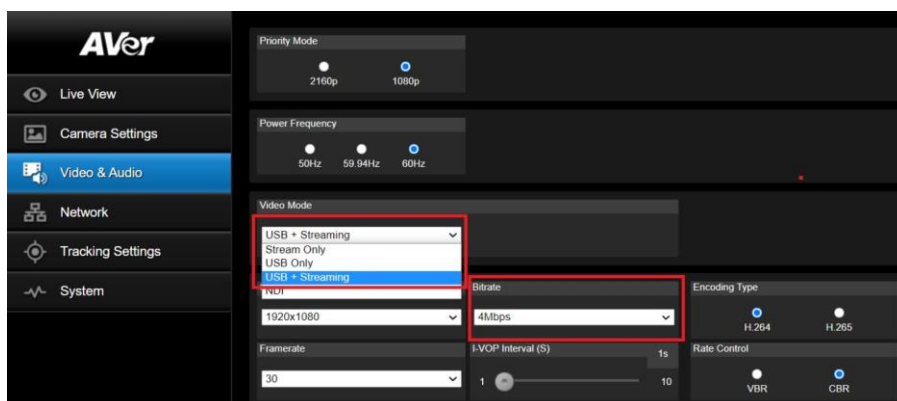 AVer
Live View
Camera Settings
Video & Audio
Network
Tracking Settings
System
Priority Mode
2160p 1080p
Power Frequency
50Hz 59.94Hz 60Hz
Video Mode
USB + Streaming
Stream Only
USB Only
USB + Streaming
NDI
1920x1080
Bitrate
4Mbps
Encoding Type
H.264 H.265
Framerate
30
I-VOP Interval (S)
1s
1 10
Rate Control
VBR CBR